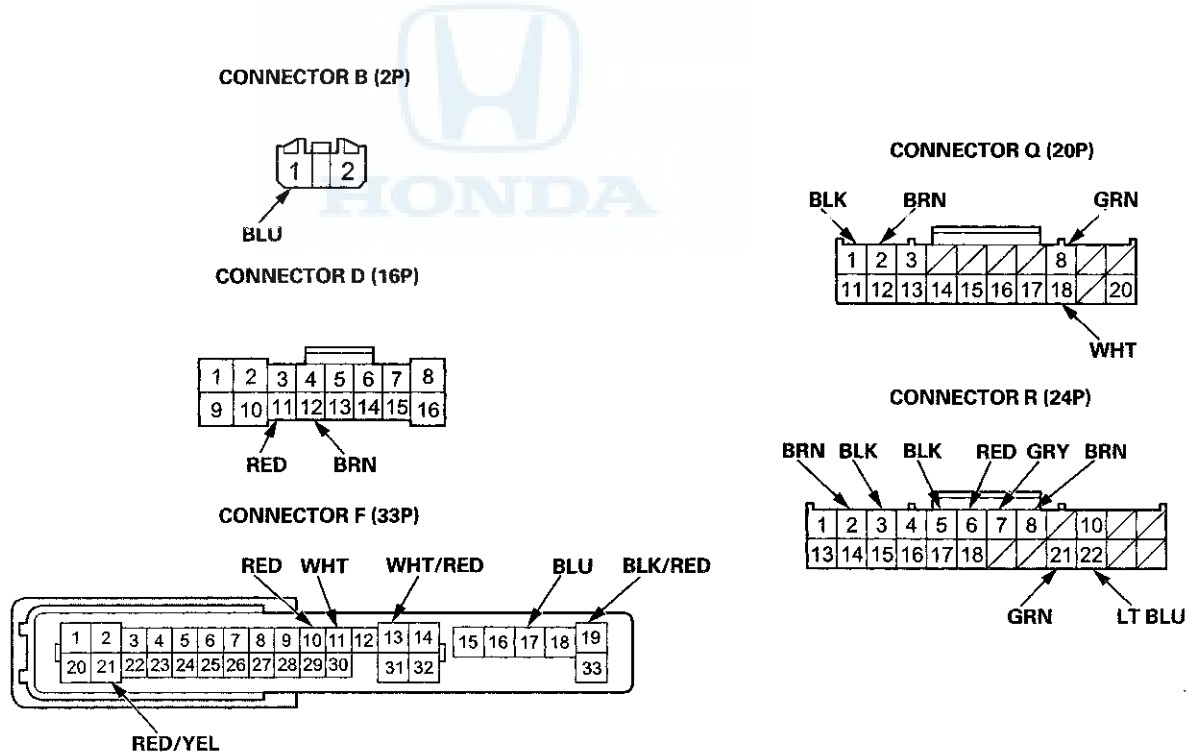 HONDA
CONNECTOR B (2P)
1 2
BLU
CONNECTOR D (16P)
1 2 3 4 5 6 7 8
9 10 11 12 13 14 15 16
RED BRN
CONNECTOR F (33P)
RED WHT WHT/RED BLU BLK/RED
1 2 3 4 5 6 7 8 9 10 11 12 13 14 15 16 17 18 19
20 21 22 23 24 25 26 27 28 29 30 31 32 33
RED/YEL
CONNECTOR Q (20P)
BLK BRN GRN
1 2 3 8
11 12 13 14 15 16 17 18 20
WHT
CONNECTOR R (24P)
BRN BLK BLK RED GRY BRN
1 2 3 4 5 6 7 8 10
13 14 15 16 17 18 21 22
GRN LT BLU